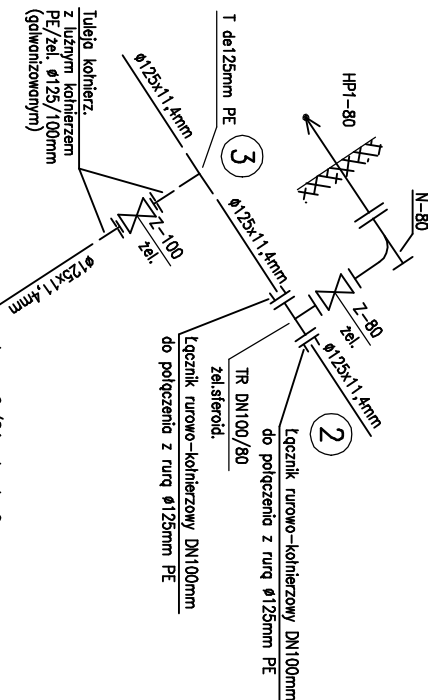 N-80
HP1-80
Z-80
żel.
ø125x11,4mm
2
Łącznik rurowo-kołnierzowy DN100mm
do połączenia z rurą ø125mm PE
TR DN100/80
żel.sferoid.
Łącznik rurowo-kołnierzowy DN100mm
do połączenia z rurą ø125mm PE
ø125x11,4mm
3
T de125mm PE
ø125x11,4mm
Z-100
żel.
ø125x11,4mm
Tuleja kołnierz.
z luźnym kołnierzem
PE/żel. ø125/100mm
(galwanizowanym)